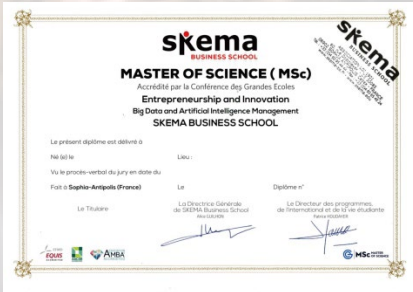 skema
BUSINESS SCHOOL
MASTER OF SCIENCE ( MSc)
Accrédité par la Conférence des Grandes Ecoles
Entrepreneurship and Innovation
Big Data and Artificial Intelligence Management
SKEMA BUSINESS SCHOOL
skema
BUSINESS SCHOOL
Le présent diplôme est délivré à
Né (e) le Lieu :
Vu le procès-verbal du jury en date du
Fait à Sophia-Antipolis (France) Le Diplôme n°
Le Titulaire
La Directrice Générale
de SKEMA Business School
Le Directeur des programmes,
de l'international et de la vie étudiante
EQUIS
AMBA
MSc